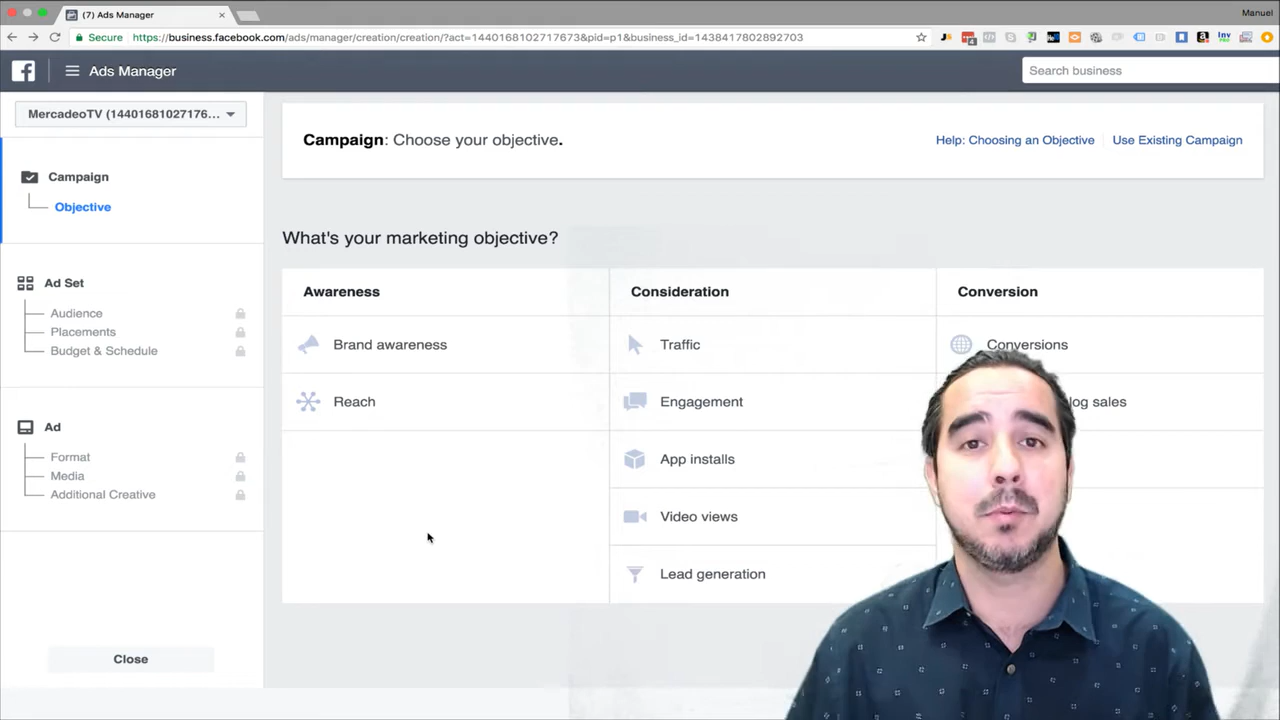 (7) Ads Manager
Manuel
Secure https://business.facebook.com/ads/manager/creation/creation/?act=1440168102717673&pid=p1&business_id=1438417802892703
Ads Manager
Search business
MercadeoTV (14401681027176...
Campaign: Choose your objective.
Help: Choosing an Objective
Use Existing Campaign
Campaign
Objective
Ad Set
Audience
Placements
Budget & Schedule
Ad
Format
Media
Additional Creative
Close
What's your marketing objective?
Awareness
Brand awareness
Reach
Consideration
Traffic
Engagement
App installs
Video views
Lead generation
Conversion
Conversions
log sales